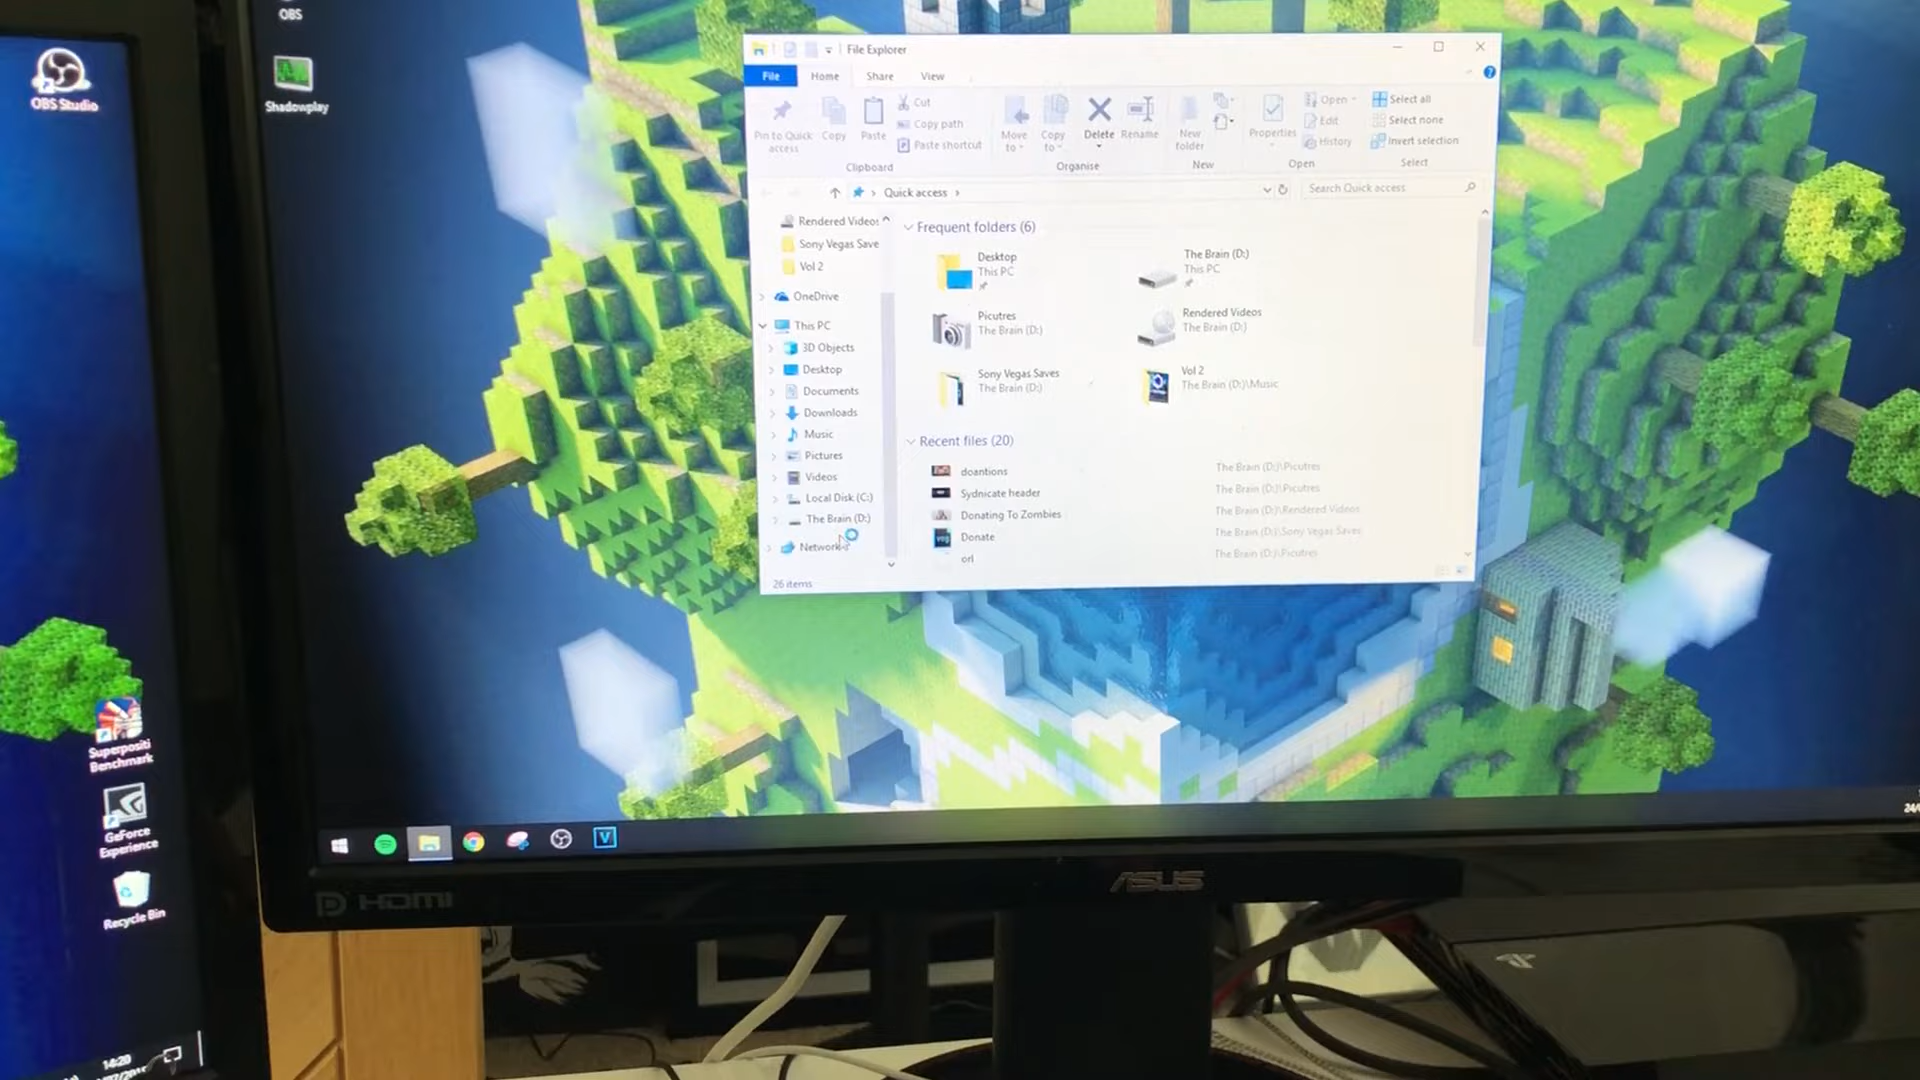 OBS
OBS Studio
Shadowplay
File Explorer
File
Home
Share
View
Pin to Quick access
Copy
Paste
Cut
Copy path
Paste shortcut
Clipboard
Move to
Copy to
Delete
Rename
Organise
New folder
New
Properties
Open
Edit
History
Open
Select all
Select none
Invert selection
Select
Quick access
Search Quick access
Rendered Videos
Sony Vegas Save
Vol 2
OneDrive
This PC
3D Objects
Desktop
Documents
Downloads
Music
Pictures
Videos
Local Disk (C:)
The Brain (D:)
Network
26 items
Frequent folders (6)
Desktop
This PC
The Brain (D:)
This PC
Picutres
The Brain (D:)
Rendered Videos
The Brain (D:)
Sony Vegas Saves
The Brain (D:)
Vol 2
The Brain (D:)\Music
Recent files (20)
doantions The Brain (D:)\Picutres
Sydnicate header The Brain (D:)\Picutres
Donating To Zombies The Brain (D:)\Rendered Videos
Donate The Brain (D:)\Sony Vegas Saves
orl The Brain (D:)\Picutres
Superpositi
Benchmark
GeForce
Experience
Recycle Bin
14:20
24/0
HDMI
ASUS